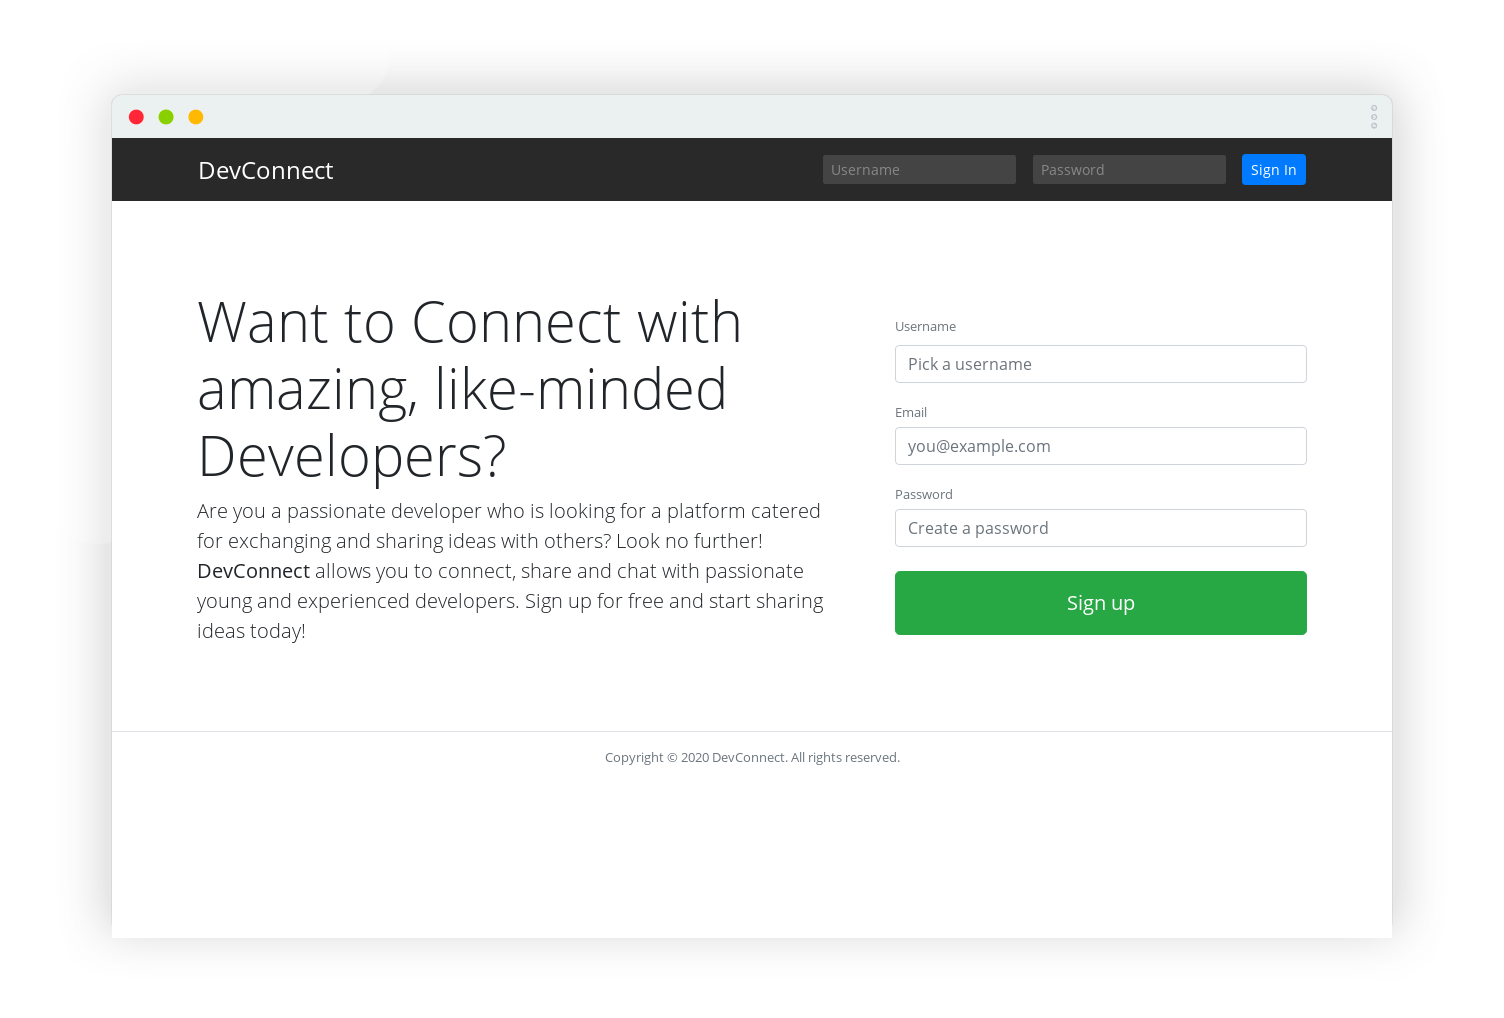 DevConnect
Username
Password
Sign In
Want to Connect with
amazing, like-minded
Developers?
Are you a passionate developer who is looking for a platform catered
for exchanging and sharing ideas with others? Look no further!
DevConnect allows you to connect, share and chat with passionate
young and experienced developers. Sign up for free and start sharing
ideas today!
Username
Pick a username
Email
you@example.com
Password
Create a password
Sign up
Copyright © 2020 DevConnect. All rights reserved.